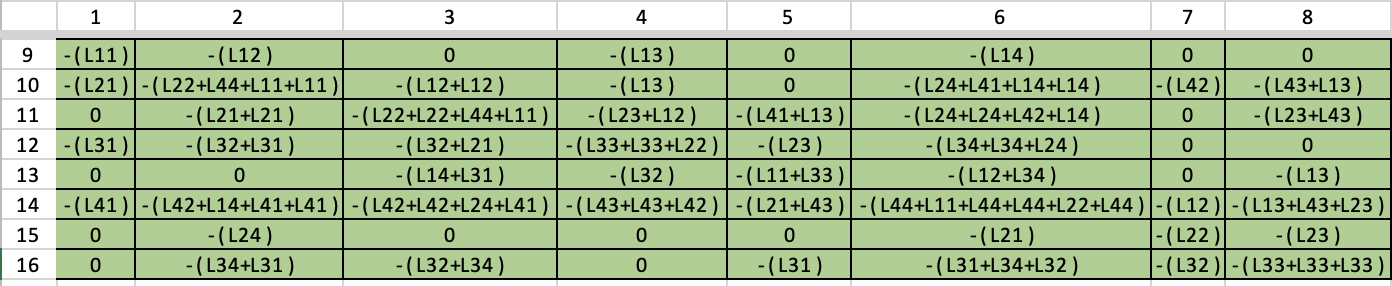 1 2 3 4 5 6 7 8
9 -(L11) -(L12) 0 -(L13) 0 -(L14) 0 0
10 -(L21) -(L22+L44+L11+L11) -(L12+L12) -(L13) 0 -(L24+L41+L14+L14) -(L42) -(L43+L13)
11 0 -(L21+L21) -(L22+L22+L44+L11) -(L23+L12) -(L41+L13) -(L24+L24+L42+L14) 0 -(L23+L43)
12 -(L31) -(L32+L31) -(L32+L21) -(L33+L33+L22) -(L23) -(L34+L34+L24) 0 0
13 0 0 -(L14+L31) -(L32) -(L11+L33) -(L12+L34) 0 -(L13)
14 -(L41) -(L42+L14+L41+L41) -(L42+L42+L24+L41) -(L43+L43+L42) -(L21+L43) -(L44+L11+L44+L44+L22+L44) -(L12) -(L13+L43+L23)
15 0 -(L24) 0 0 0 -(L21) -(L22) -(L23)
16 0 -(L34+L31) -(L32+L34) 0 -(L31) -(L31+L34+L32) -(L32) -(L33+L33+L33)